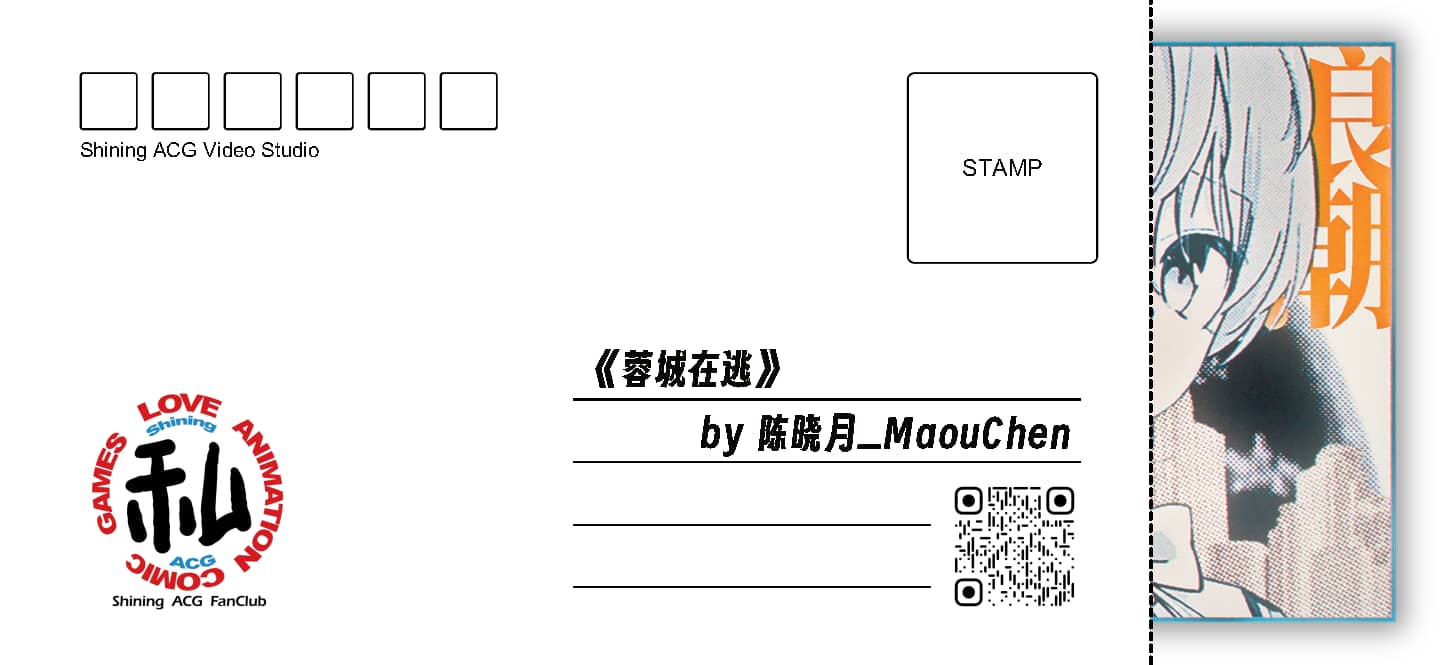 Shining ACG Video Studio
STAMP
良朝
《蓉城在逃》
by 陈晓月_MaouChen
LOVE
Shining
ANIMATION
GAMES
私
ACG
COMIC
Shining ACG FanClub